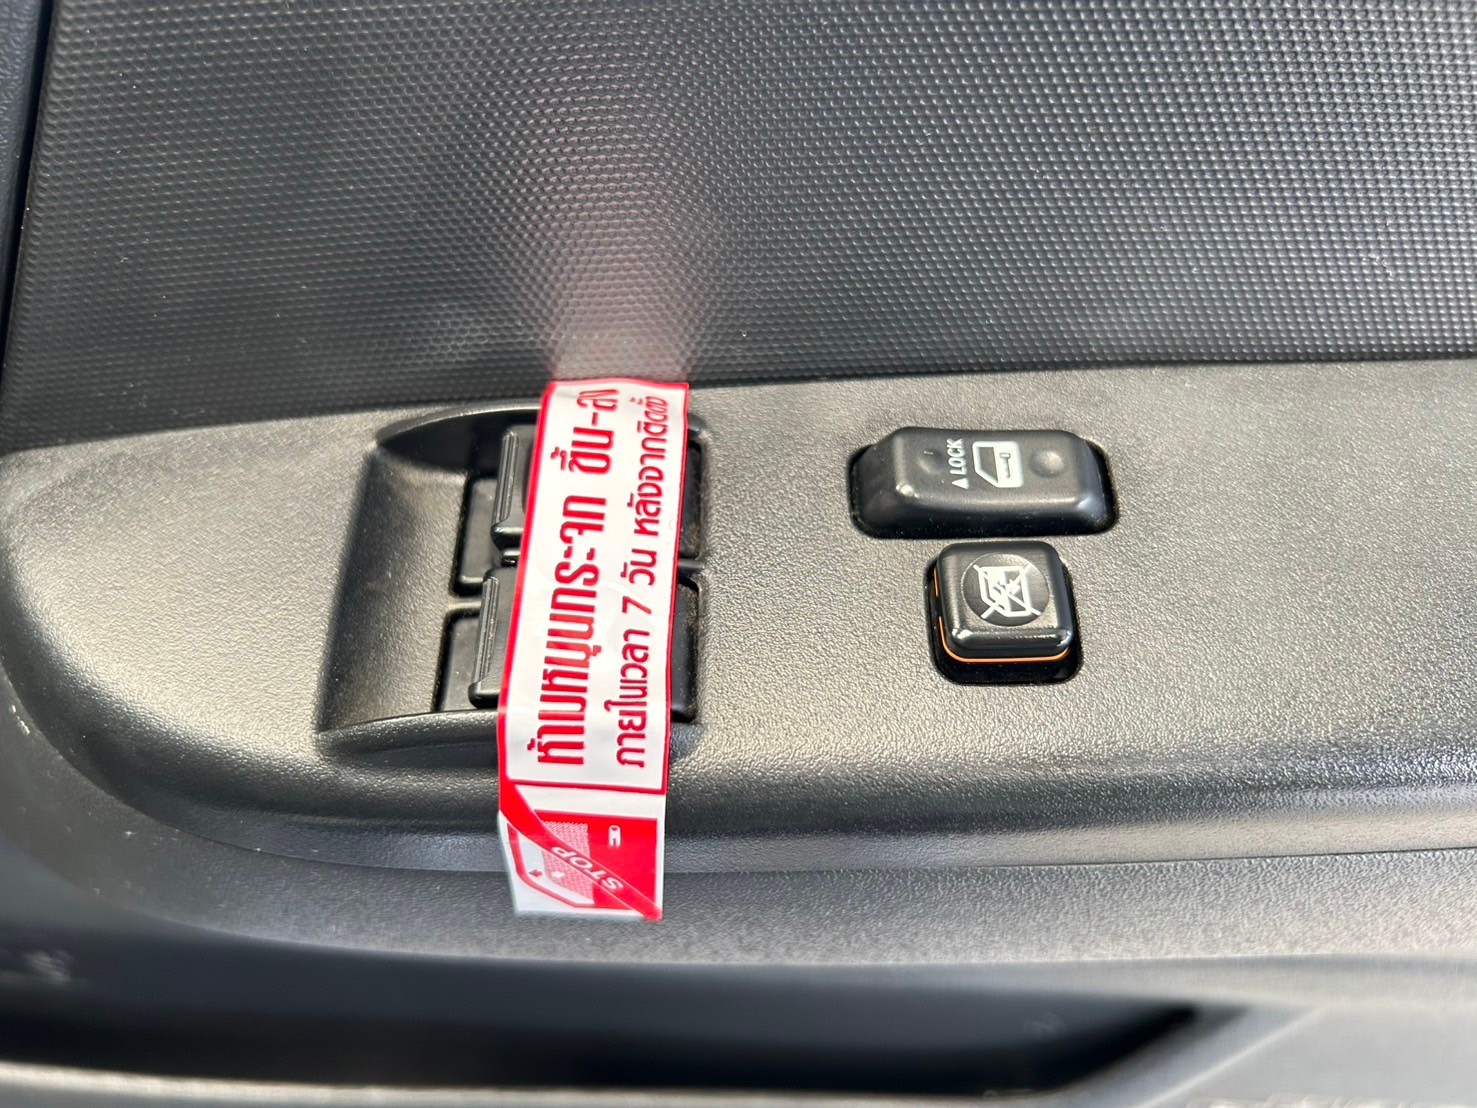 ห้ามหมุนกระจก ขึ้น-ลง
ภายในเวลา 7 วัน หลังจากติดตั้ง
STOP
▲ LOCK